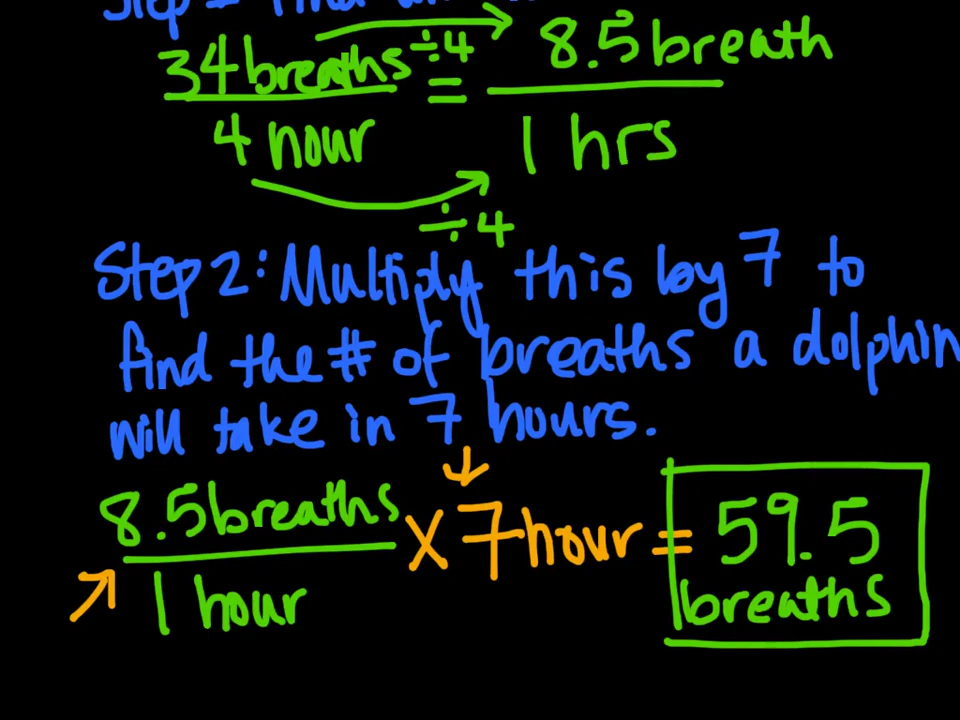 Step
34 breaths ÷4 = 8.5 breath
4 hour 1 hrs
÷4
Step 2: Multiply this by 7 to
find the # of breaths a dolphin
will take in 7 hours.
8.5 breaths × 7 hour = 59.5
1 hour breaths